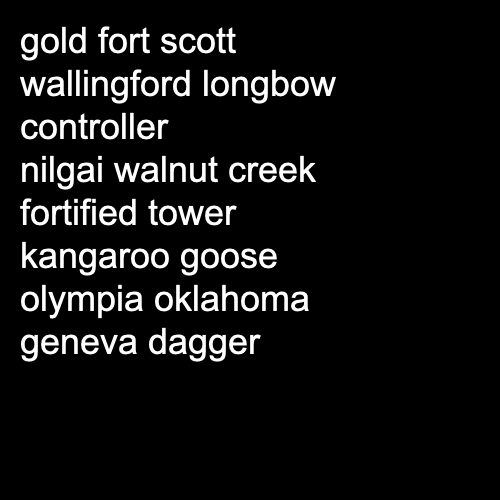 gold fort scott
wallingford longbow
controller
nilgai walnut creek
fortified tower
kangaroo goose
olympia oklahoma
geneva dagger